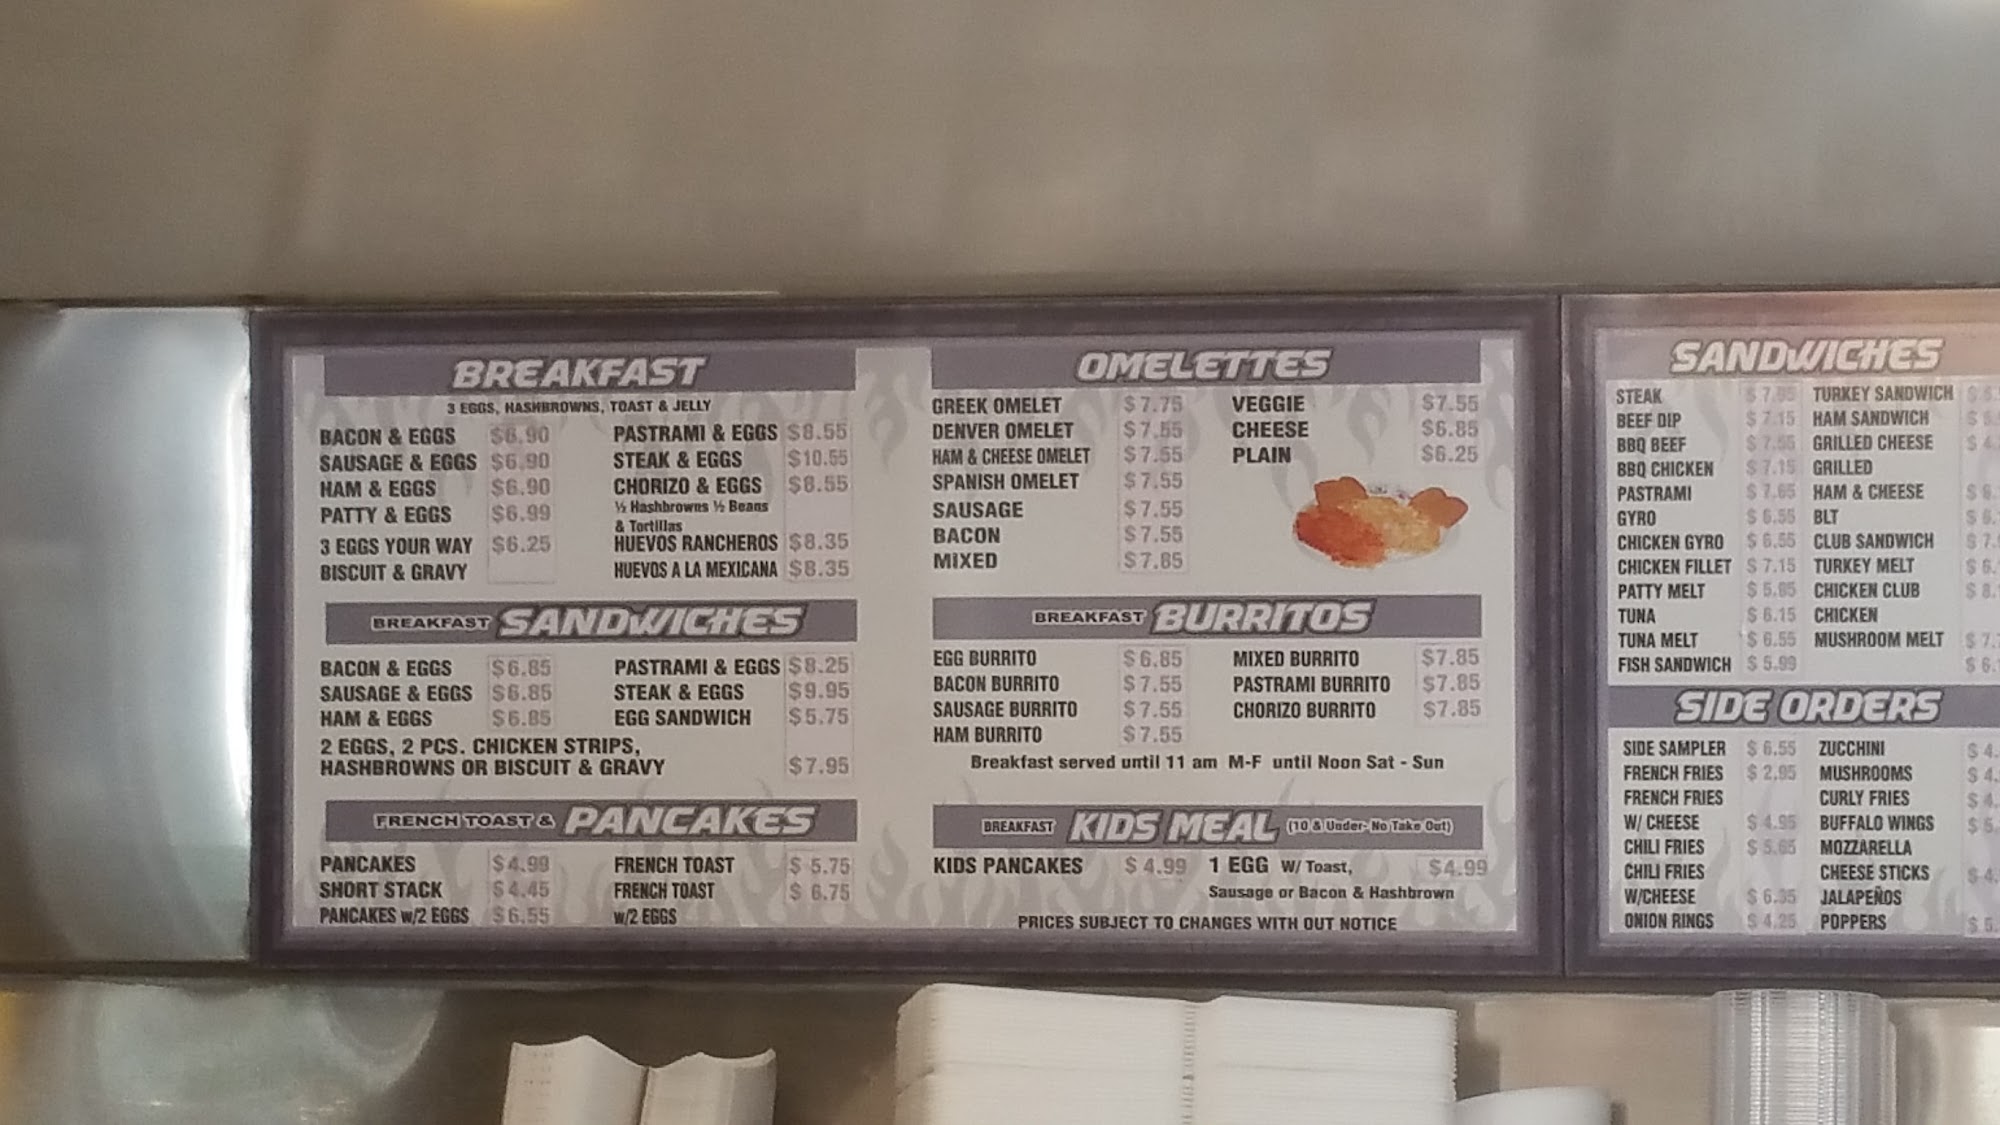 BREAKFAST
3 EGGS, HASHBROWNS, TOAST & JELLY
BACON & EGGS $6.90
SAUSAGE & EGGS $6.90
HAM & EGGS $6.90
PATTY & EGGS $6.99
3 EGGS YOUR WAY $6.25
BISCUIT & GRAVY
PASTRAMI & EGGS $8.55
STEAK & EGGS $10.55
CHORIZO & EGGS $8.55
½ Hashbrowns ½ Beans
& Tortillas
HUEVOS RANCHEROS $8.35
HUEVOS A LA MEXICANA $8.35
BREAKFAST SANDWICHES
BACON & EGGS $6.85
SAUSAGE & EGGS $6.85
HAM & EGGS $6.85
PASTRAMI & EGGS $8.25
STEAK & EGGS $9.95
EGG SANDWICH $5.75
2 EGGS, 2 PCS. CHICKEN STRIPS,
HASHBROWNS OR BISCUIT & GRAVY $7.95
FRENCH TOAST & PANCAKES
PANCAKES $4.99
SHORT STACK $4.45
PANCAKES W/2 EGGS $6.55
FRENCH TOAST $5.75
FRENCH TOAST $6.75
W/2 EGGS
OMELETTES
GREEK OMELET $7.75
DENVER OMELET $7.55
HAM & CHEESE OMELET $7.55
SPANISH OMELET $7.55
SAUSAGE $7.55
BACON $7.55
MIXED $7.85
VEGGIE $7.55
CHEESE $6.85
PLAIN $6.25
BREAKFAST BURRITOS
EGG BURRITO $6.85
BACON BURRITO $7.55
SAUSAGE BURRITO $7.55
HAM BURRITO $7.55
MIXED BURRITO $7.85
PASTRAMI BURRITO $7.85
CHORIZO BURRITO $7.85
Breakfast served until 11 am M-F until Noon Sat - Sun
BREAKFAST KIDS MEAL (10 & Under- No Take Out)
KIDS PANCAKES $4.99
1 EGG W/ Toast, $4.99
Sausage or Bacon & Hashbrown
PRICES SUBJECT TO CHANGES WITH OUT NOTICE
SANDWICHES
STEAK
BEEF DIP $7.15
BBQ BEEF
BBQ CHICKEN $7.15
PASTRAMI
GYRO $6.55
CHICKEN GYRO $6.55
CHICKEN FILLET $7.15
PATTY MELT
TUNA $6.15
TUNA MELT $6.55
FISH SANDWICH $5.99
TURKEY SANDWICH
HAM SANDWICH
GRILLED CHEESE
GRILLED
HAM & CHEESE
BLT
CLUB SANDWICH
TURKEY MELT
CHICKEN CLUB
CHICKEN
MUSHROOM MELT
SIDE ORDERS
SIDE SAMPLER $6.55
FRENCH FRIES $2.95
FRENCH FRIES
W/ CHEESE $4.95
CHILI FRIES
CHILI FRIES
W/CHEESE $6.35
ONION RINGS $4.25
ZUCCHINI
MUSHROOMS
CURLY FRIES
BUFFALO WINGS
MOZZARELLA
CHEESE STICKS
JALAPEÑOS
POPPERS